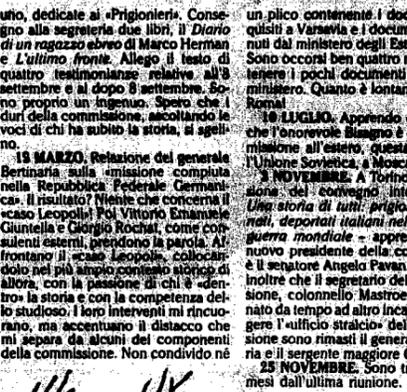 urio, dedicate ai «Prigionieri». Conse-
gno alla segreteria due libri, il Diario
di un ragazzo ebreo di Marco Herman
e L'ultimo fronte. Allego il testo di
quattro testimonianze relative all'8
settembre e al dopo 8 settembre. So-
no proprio un ingenuo. Spero che i
duri della commissione, ascoltando le
voci di chi ha subito la storia, si sgeli-
no.
19 MARZO. Relazione del generale
Bertinaria sulla «missione compiuta
nella Repubblica Federale Germani-
ca». Il risultato? Niente che concerna il
«caso Leopoli»! Poi Vittorio Emanuele
Giuntella e Giorgio Rochat, come con-
sulenti esterni, prendono la parola. Af-
frontano il «caso Leopoli», collocan-
dolo nel più ampio contesto storico di
allora, con la passione di chi è «den-
tro» la storia e con la competenza del-
lo studioso. I loro interventi mi rincuo-
rano, ma accentuano il distacco che
mi separa da alcuni dei componenti
della commissione. Non condivido né
un plico contenente i doc
quisiti a Varsavia e i docum
nuti dal ministero degli Est
Sono occorsi ben quattro m
tenere i pochi documenti
ministero. Quanto è lontan
Roma!
10 LUGLIO. Apprendo
che l'onorevole Bisagno è
missione all'estero, questa
l'Unione Sovietica, a Mosca
3 NOVEMBRE. A Torino
sione del convegno inte
Una storia di tutti: prigio
nati, deportati italiani nel
guerra mondiale – appre
nuovo presidente della co
è il senatore Angelo Pavan
inoltre che il segretario del
sione, colonnello Mastroe
nato da tempo ad altro inca
gere l'«ufficio stralcio» del
sione sono rimasti il genera
ria e il sergente maggiore
25 NOVEMBRE. Sono tr
mesi dall'ultima riunione.